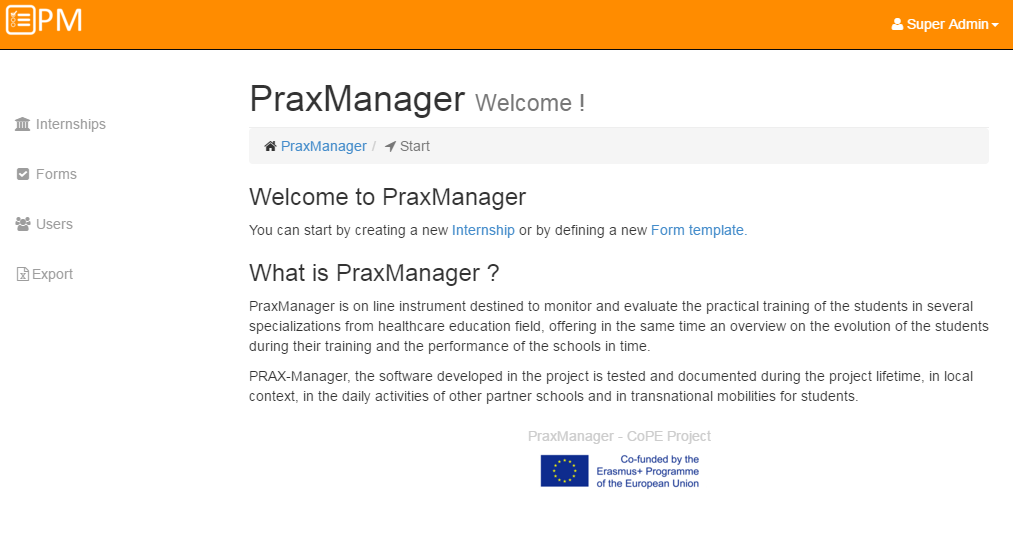 PM
Super Admin
Internships
Forms
Users
Export
PraxManager Welcome !
PraxManager / Start
Welcome to PraxManager
You can start by creating a new Internship or by defining a new Form template.
What is PraxManager ?
PraxManager is on line instrument destined to monitor and evaluate the practical training of the students in several
specializations from healthcare education field, offering in the same time an overview on the evolution of the students
during their training and the performance of the schools in time.
PRAX-Manager, the software developed in the project is tested and documented during the project lifetime, in local
context, in the daily activities of other partner schools and in transnational mobilities for students.
PraxManager - CoPE Project
Co-funded by the
Erasmus+ Programme
of the European Union